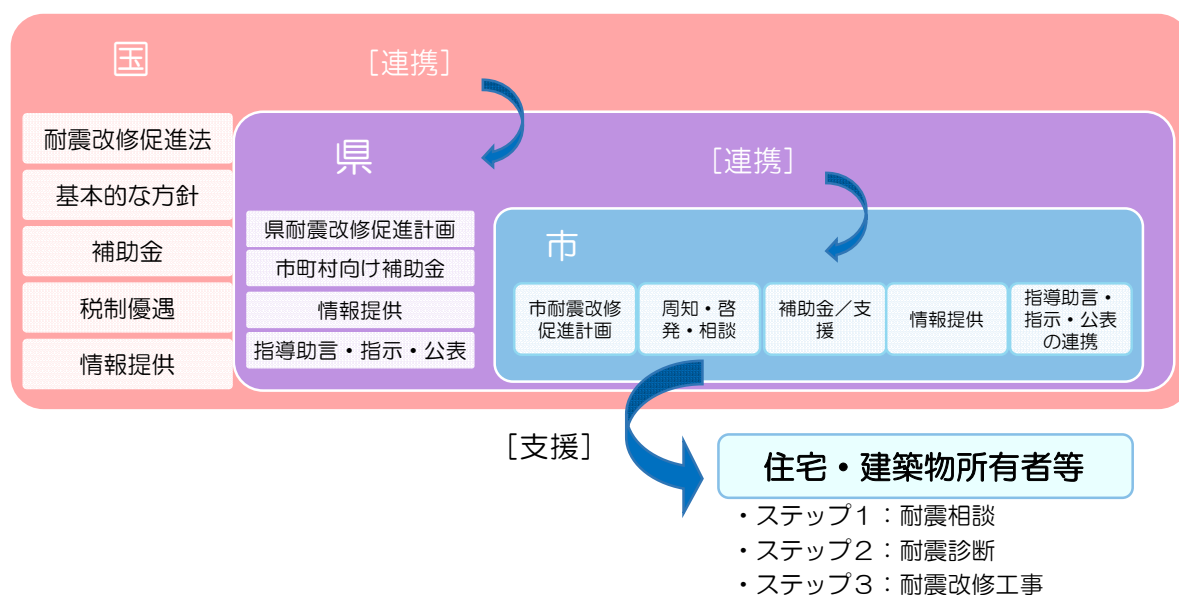 国
［連携］
耐震改修促進法
基本的な方針
補助金
税制優遇
情報提供
県
［連携］
県耐震改修促進計画
市町村向け補助金
情報提供
指導助言・指示・公表
市
市耐震改修
促進計画
周知・啓
発・相談
補助金／支
援
情報提供
指導助言・
指示・公表
の連携
［支援］
住宅・建築物所有者等
・ステップ１：耐震相談
・ステップ２：耐震診断
・ステップ３：耐震改修工事